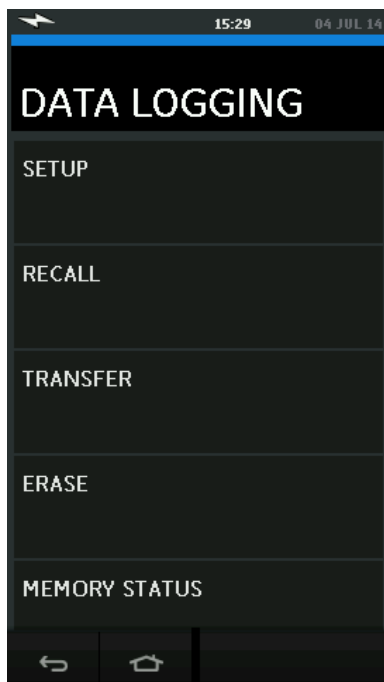 15:29 04 JUL 14
DATA LOGGING
SETUP
RECALL
TRANSFER
ERASE
MEMORY STATUS